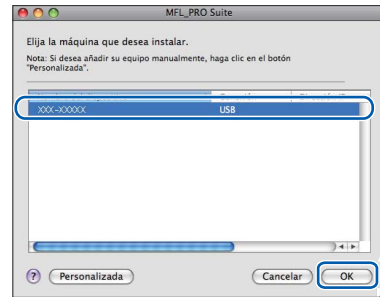 MFL_PRO Suite
Elija la máquina que desea instalar.
Nota: Si desea añadir su equipo manualmente, haga clic en el botón
"Personalizada".
XXX-XXXXX USB
? Personalizada Cancelar OK